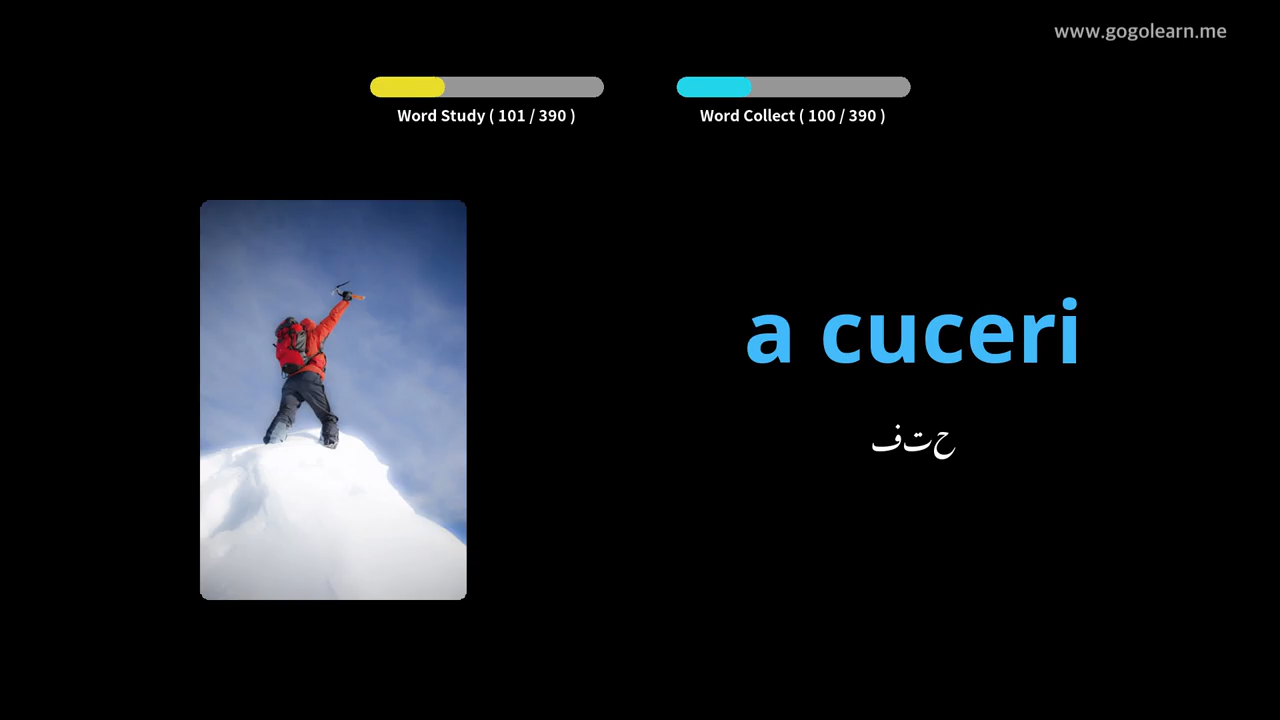 www.gogolearn.me
Word Study ( 101 / 390 )
Word Collect ( 100 / 390 )
a cuceri
فتح